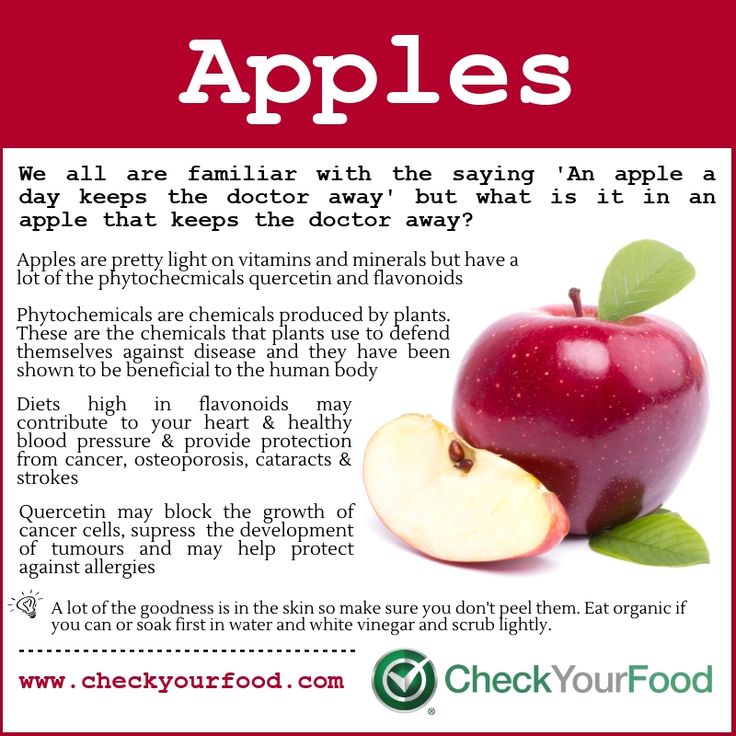 Apples
We all are familiar with the saying 'An apple a
day keeps the doctor away' but what is it in an
apple that keeps the doctor away?
Apples are pretty light on vitamins and minerals but have a
lot of the phytochecmicals quercetin and flavonoids
Phytochemicals are chemicals produced by plants.
These are the chemicals that plants use to defend
themselves against disease and they have been
shown to be beneficial to the human body
Diets high in flavonoids may
contribute to your heart & healthy
blood pressure & provide protection
from cancer, osteoporosis, cataracts &
strokes
Quercetin may block the growth of
cancer cells, supress the development
of tumours and may help protect
against allergies
A lot of the goodness is in the skin so make sure you don't peel them. Eat organic if
you can or soak first in water and white vinegar and scrub lightly.
www.checkyourfood.com
CheckYourFood
®